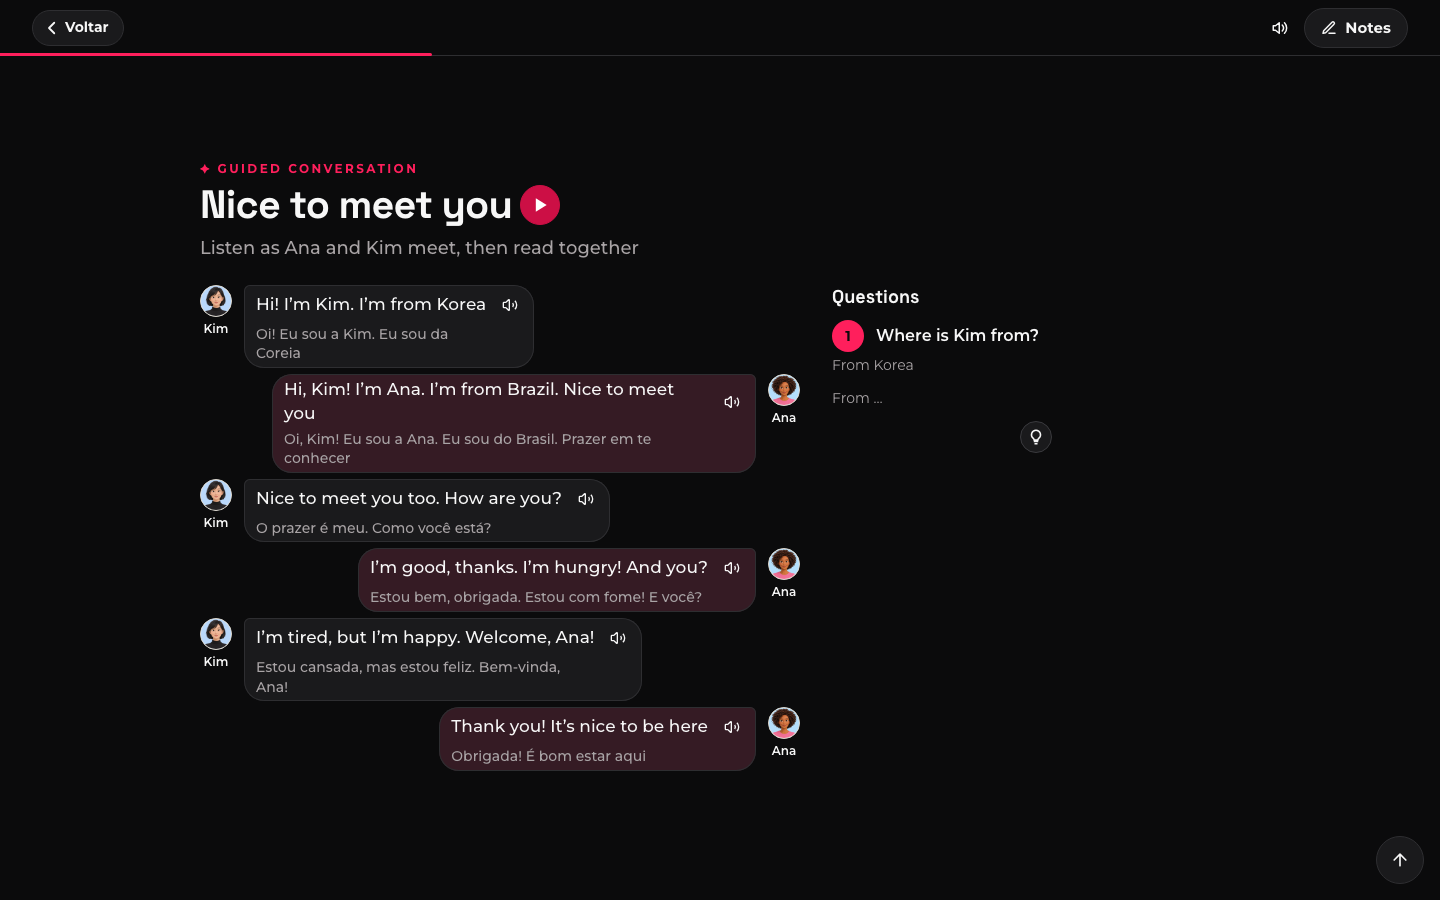 Voltar
Notes
GUIDED CONVERSATION
Nice to meet you
Listen as Ana and Kim meet, then read together
Kim
Hi! I’m Kim. I’m from Korea
Oi! Eu sou a Kim. Eu sou da
Coreia
Hi, Kim! I’m Ana. I’m from Brazil. Nice to meet
you
Oi, Kim! Eu sou a Ana. Eu sou do Brasil. Prazer em te
conhecer
Ana
Kim
Nice to meet you too. How are you?
O prazer é meu. Como você está?
I’m good, thanks. I’m hungry! And you?
Estou bem, obrigada. Estou com fome! E você?
Ana
Kim
I’m tired, but I’m happy. Welcome, Ana!
Estou cansada, mas estou feliz. Bem-vinda,
Ana!
Thank you! It’s nice to be here
Obrigada! É bom estar aqui
Ana
Questions
1 Where is Kim from?
From Korea
From ...